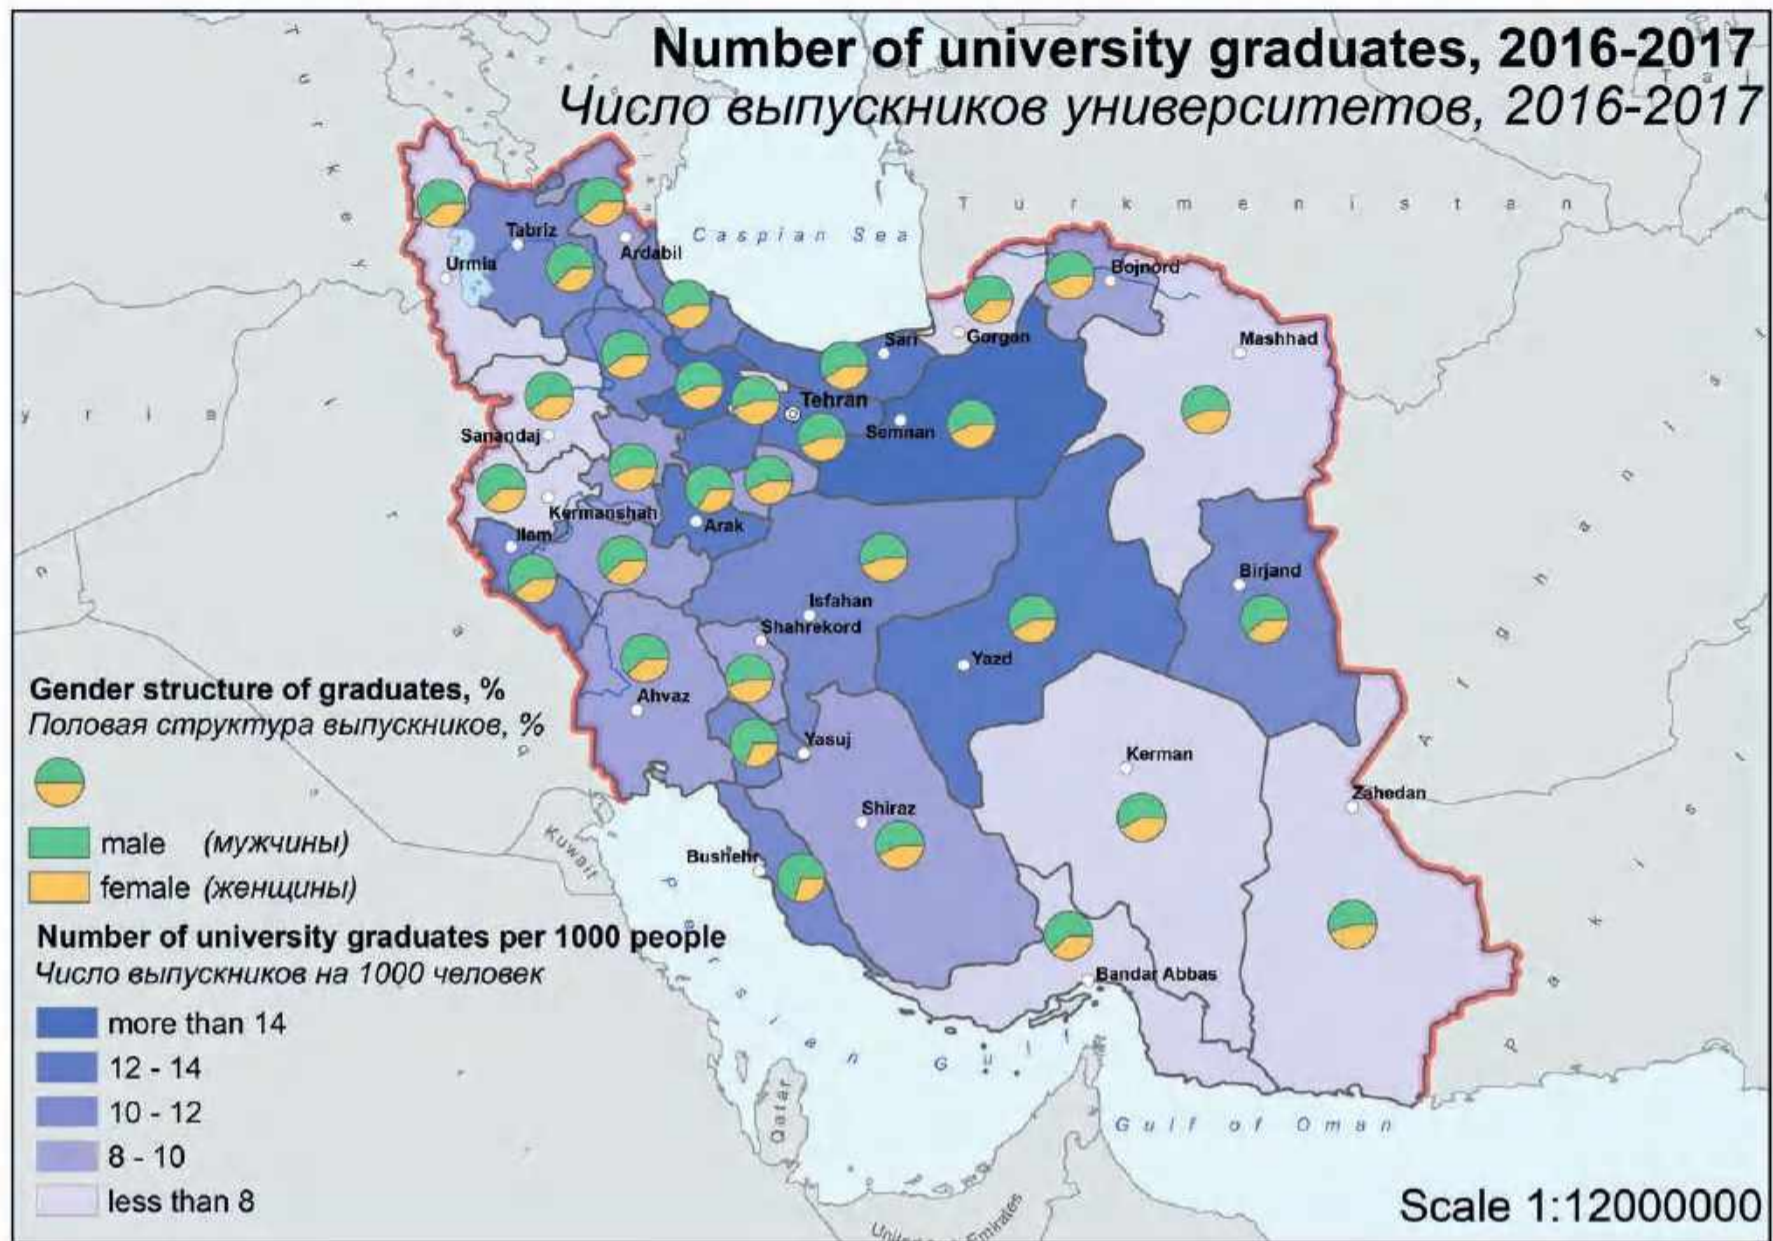 Number of university graduates, 2016-2017
Число выпускников университетов, 2016-2017
Turkey
Turkmenistan
Caspian Sea
Tabriz
Ardabil
Urmia
Bojnord
Sari
Gorgan
Mashhad
Tehran
Semnan
Sanandaj
Kermanshah
Arak
Ilam
Birjand
Isfahan
Shahrekord
Yazd
Ahvaz
Yasuj
Kerman
Zahedan
Shiraz
Bushehr
Bandar Abbas
Kuwait
Qatar
Persian Gulf
Gulf of Oman
Gender structure of graduates, %
Половая структура выпускников, %
male (мужчины)
female (женщины)
Number of university graduates per 1000 people
Число выпускников на 1000 человек
more than 14
12 - 14
10 - 12
8 - 10
less than 8
Scale 1:12000000